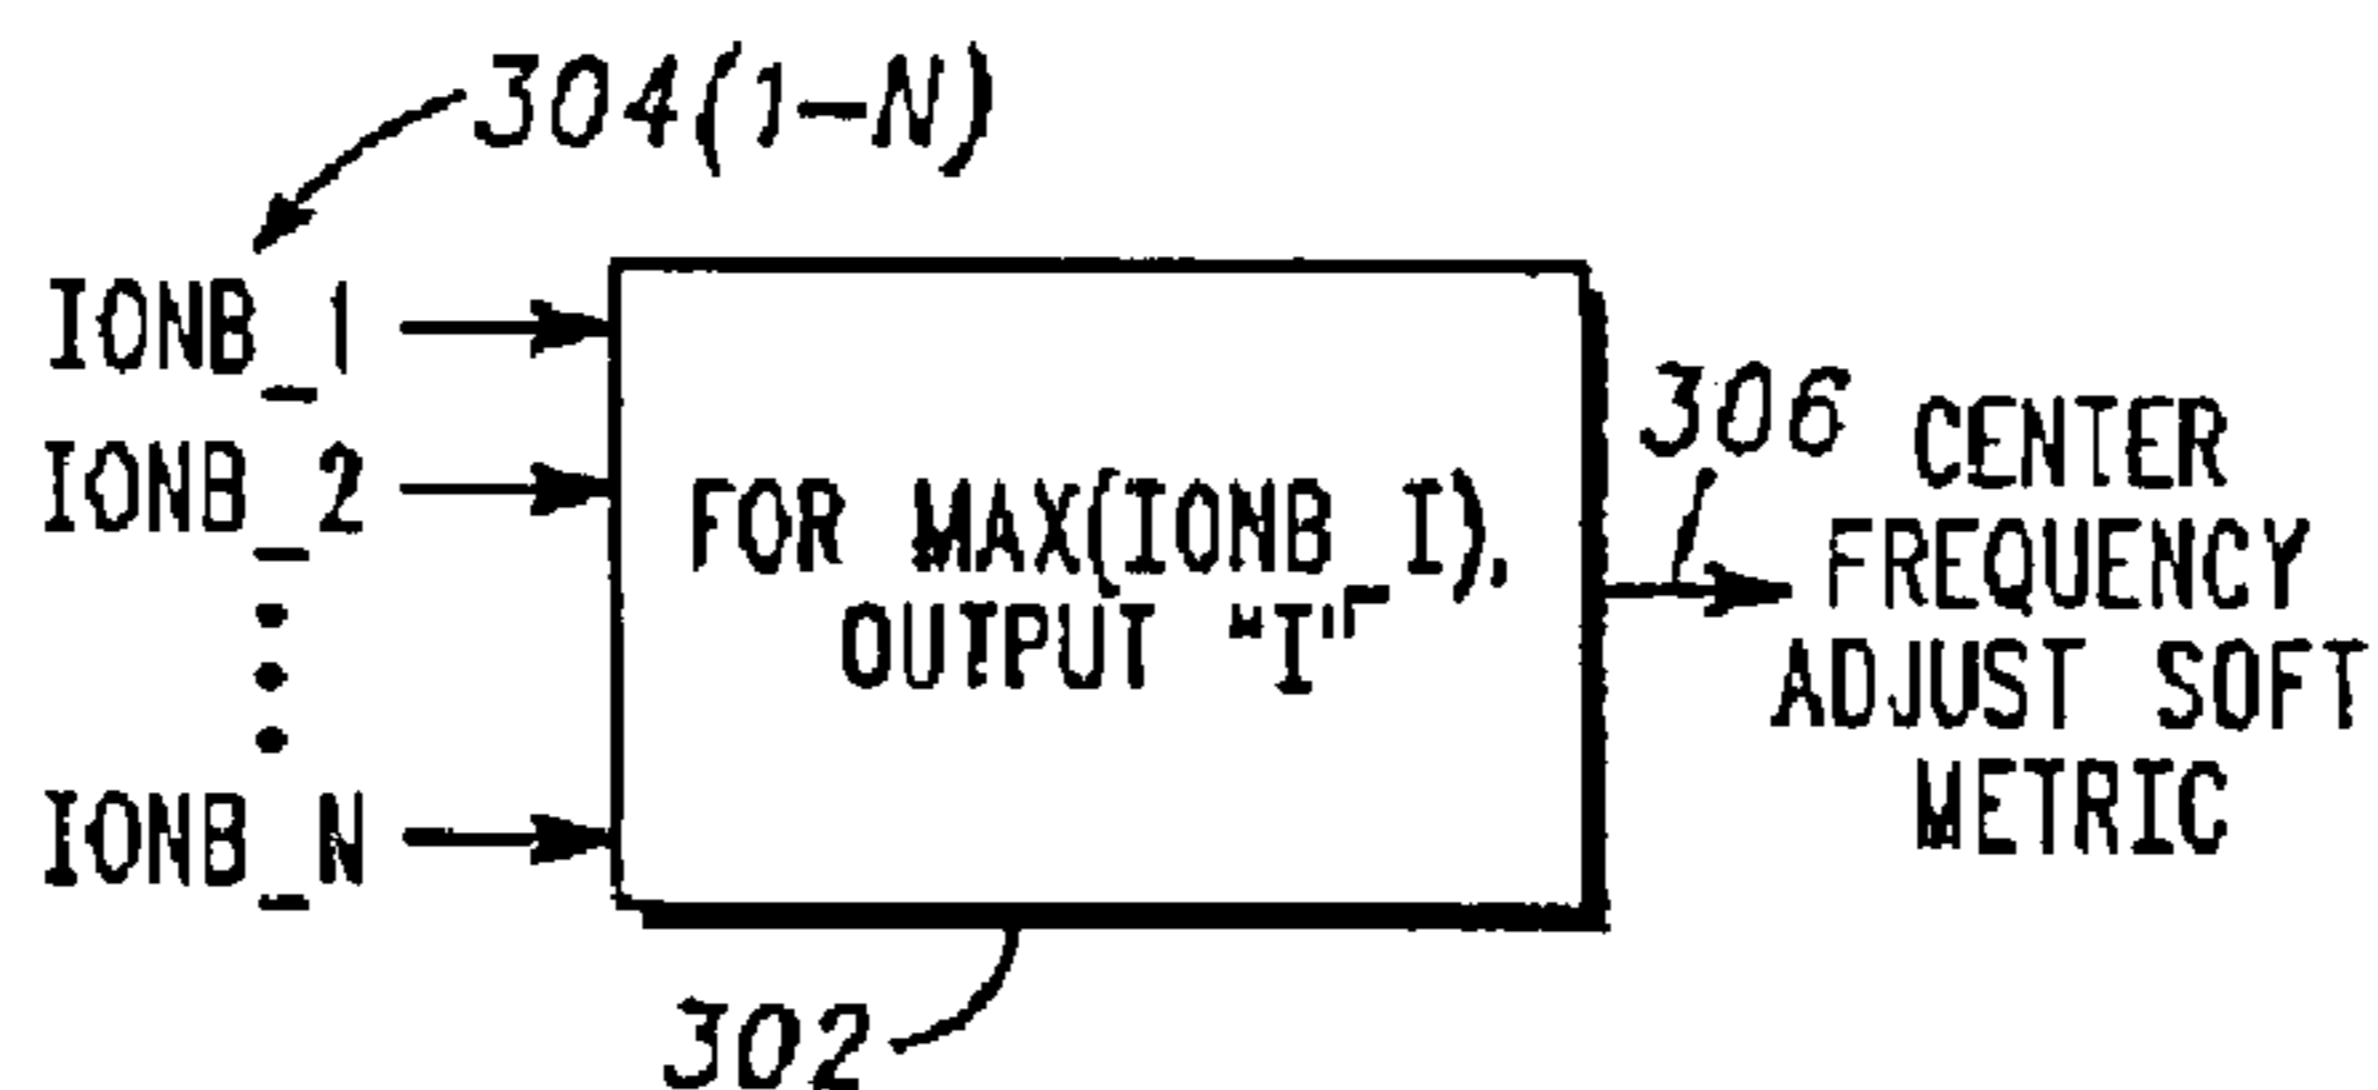 304(1-N)
IONB_1
IONB_2
IONB_N
FOR MAX(IONB_I),
OUTPUT "I"
306
CENTER
FREQUENCY
ADJUST SOFT
METRIC
302